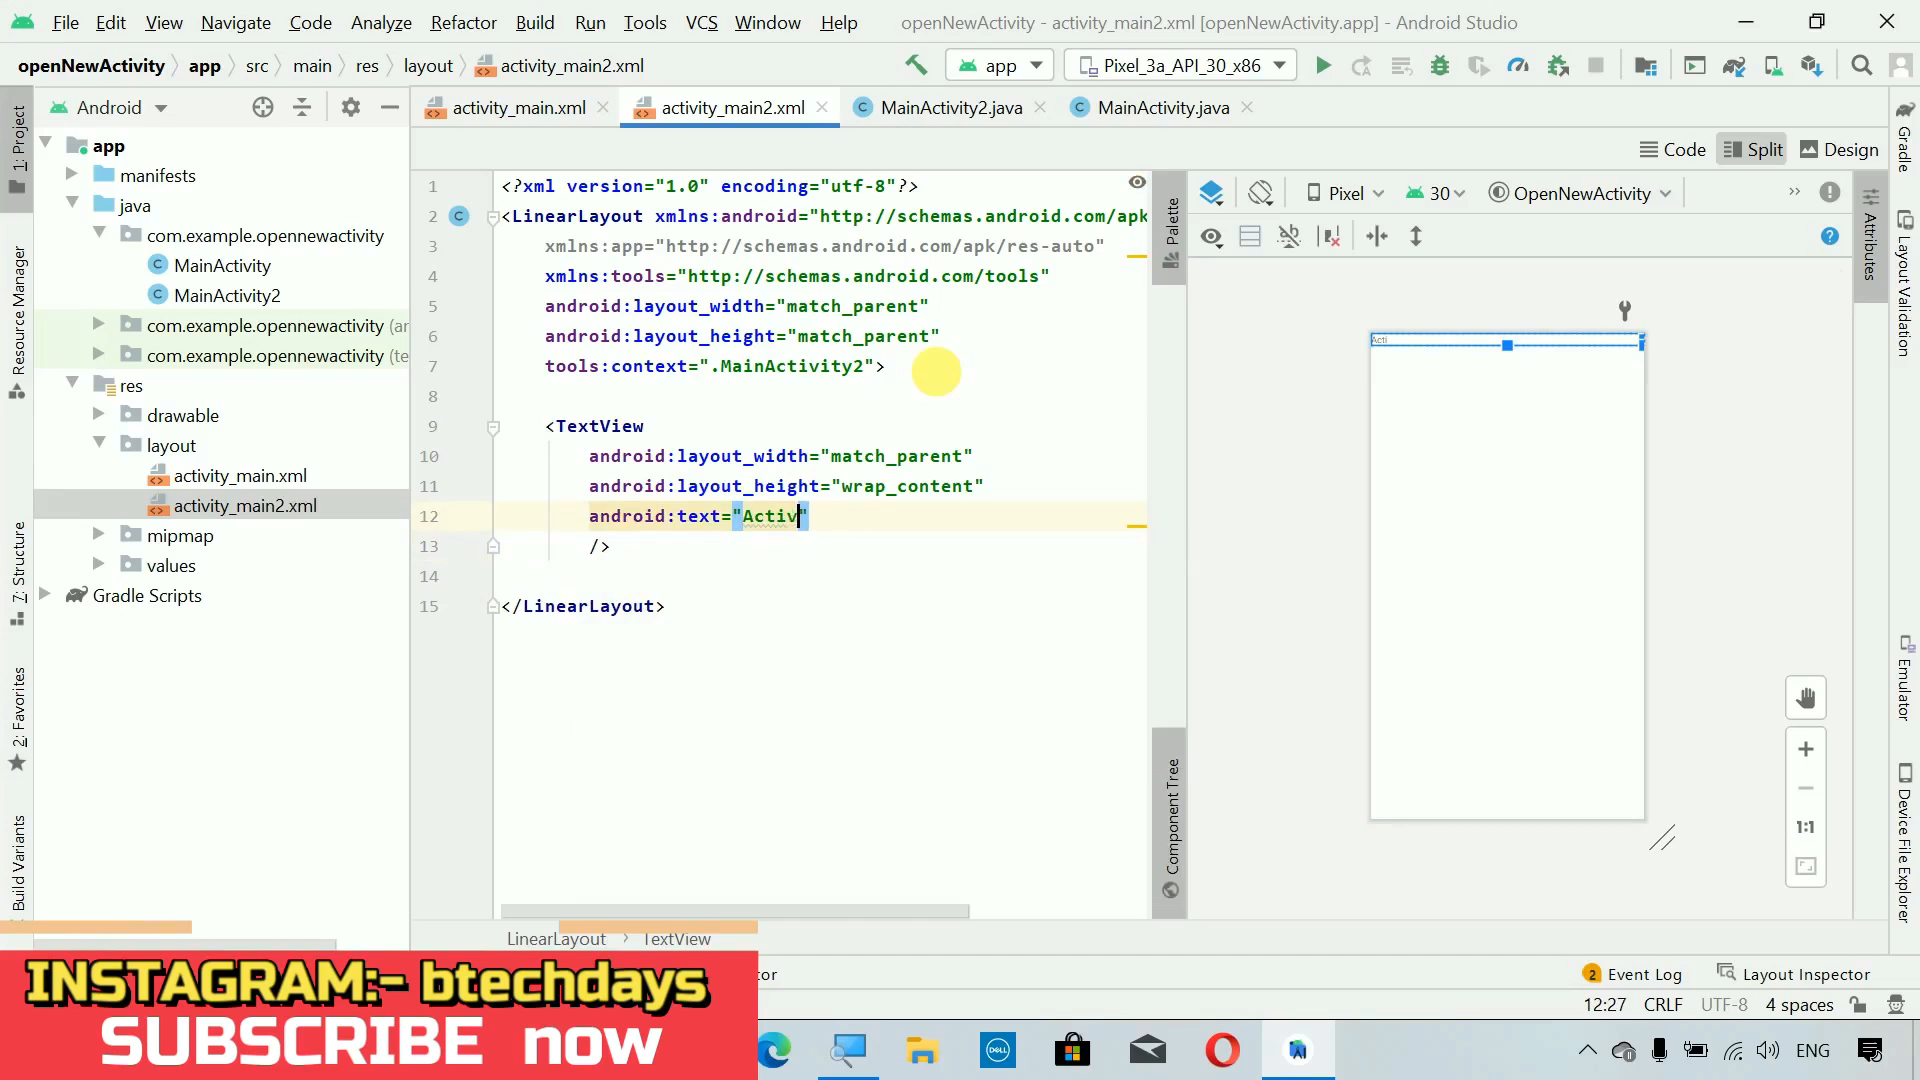 File Edit View Navigate Code Analyze Refactor Build Run Tools VCS Window Help openNewActivity - activity_main2.xml [openNewActivity.app] - Android Studio
openNewActivity app src main res layout activity_main2.xml app Pixel_3a_API_30_x86
Android activity_main.xml activity_main2.xml MainActivity2.java MainActivity.java
Code Split Design
1: Project
Resource Manager
7: Structure
2: Favorites
Build Variants
app
manifests
java
com.example.opennewactivity
MainActivity
MainActivity2
com.example.opennewactivity (ar
com.example.opennewactivity (te
res
drawable
layout
activity_main.xml
activity_main2.xml
mipmap
values
Gradle Scripts
1 <?xml version="1.0" encoding="utf-8"?>
2 <LinearLayout xmlns:android="http://schemas.android.com/apk
3 xmlns:app="http://schemas.android.com/apk/res-auto"
4 xmlns:tools="http://schemas.android.com/tools"
5 android:layout_width="match_parent"
6 android:layout_height="match_parent"
7 tools:context=".MainActivity2">
8
9 <TextView
10 android:layout_width="match_parent"
11 android:layout_height="wrap_content"
12 android:text="Activ"
13 />
14
15 </LinearLayout>
Palette
Component Tree
Pixel 30 OpenNewActivity
Acti
1:1
Attributes
Gradle
Layout Validation
Emulator
Device File Explorer
LinearLayout TextView
2 Event Log Layout Inspector
12:27 CRLF UTF-8 4 spaces
INSTAGRAM:- btechdays
SUBSCRIBE now
DELL
ENG